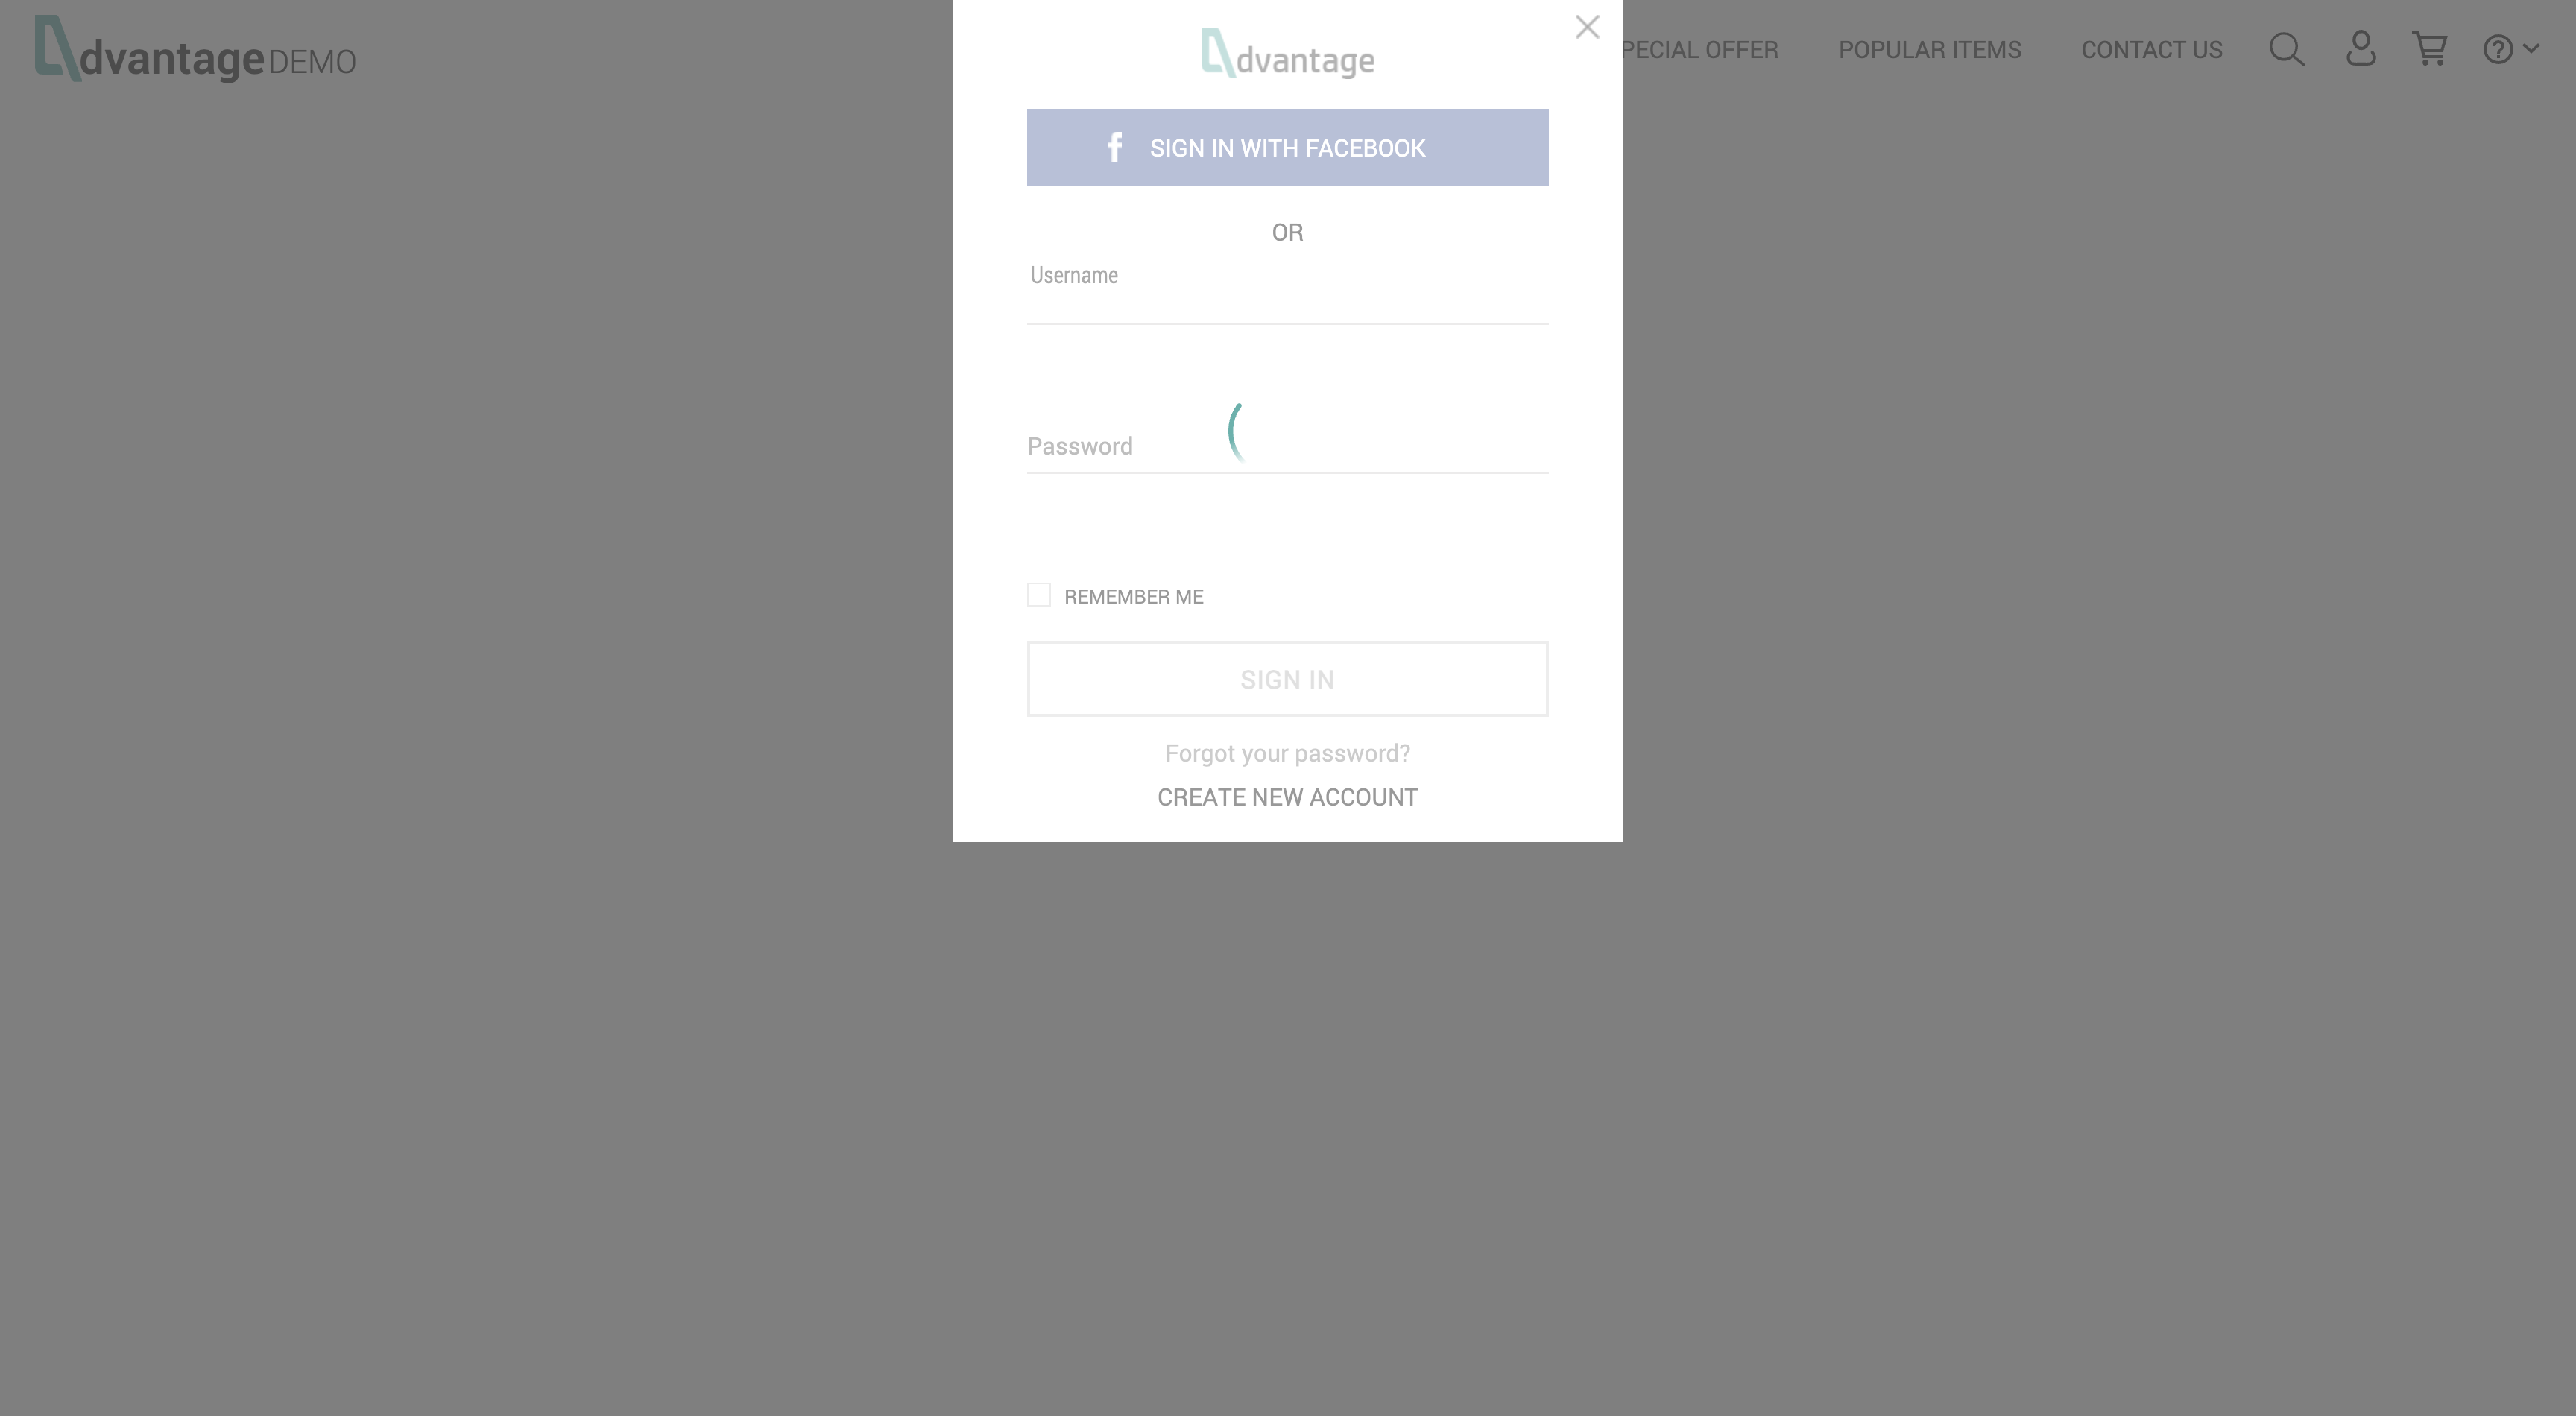 dvantage DEMO
PECIAL OFFER
POPULAR ITEMS
CONTACT US
dvantage
SIGN IN WITH FACEBOOK
OR
Username
Password
REMEMBER ME
SIGN IN
Forgot your password?
CREATE NEW ACCOUNT